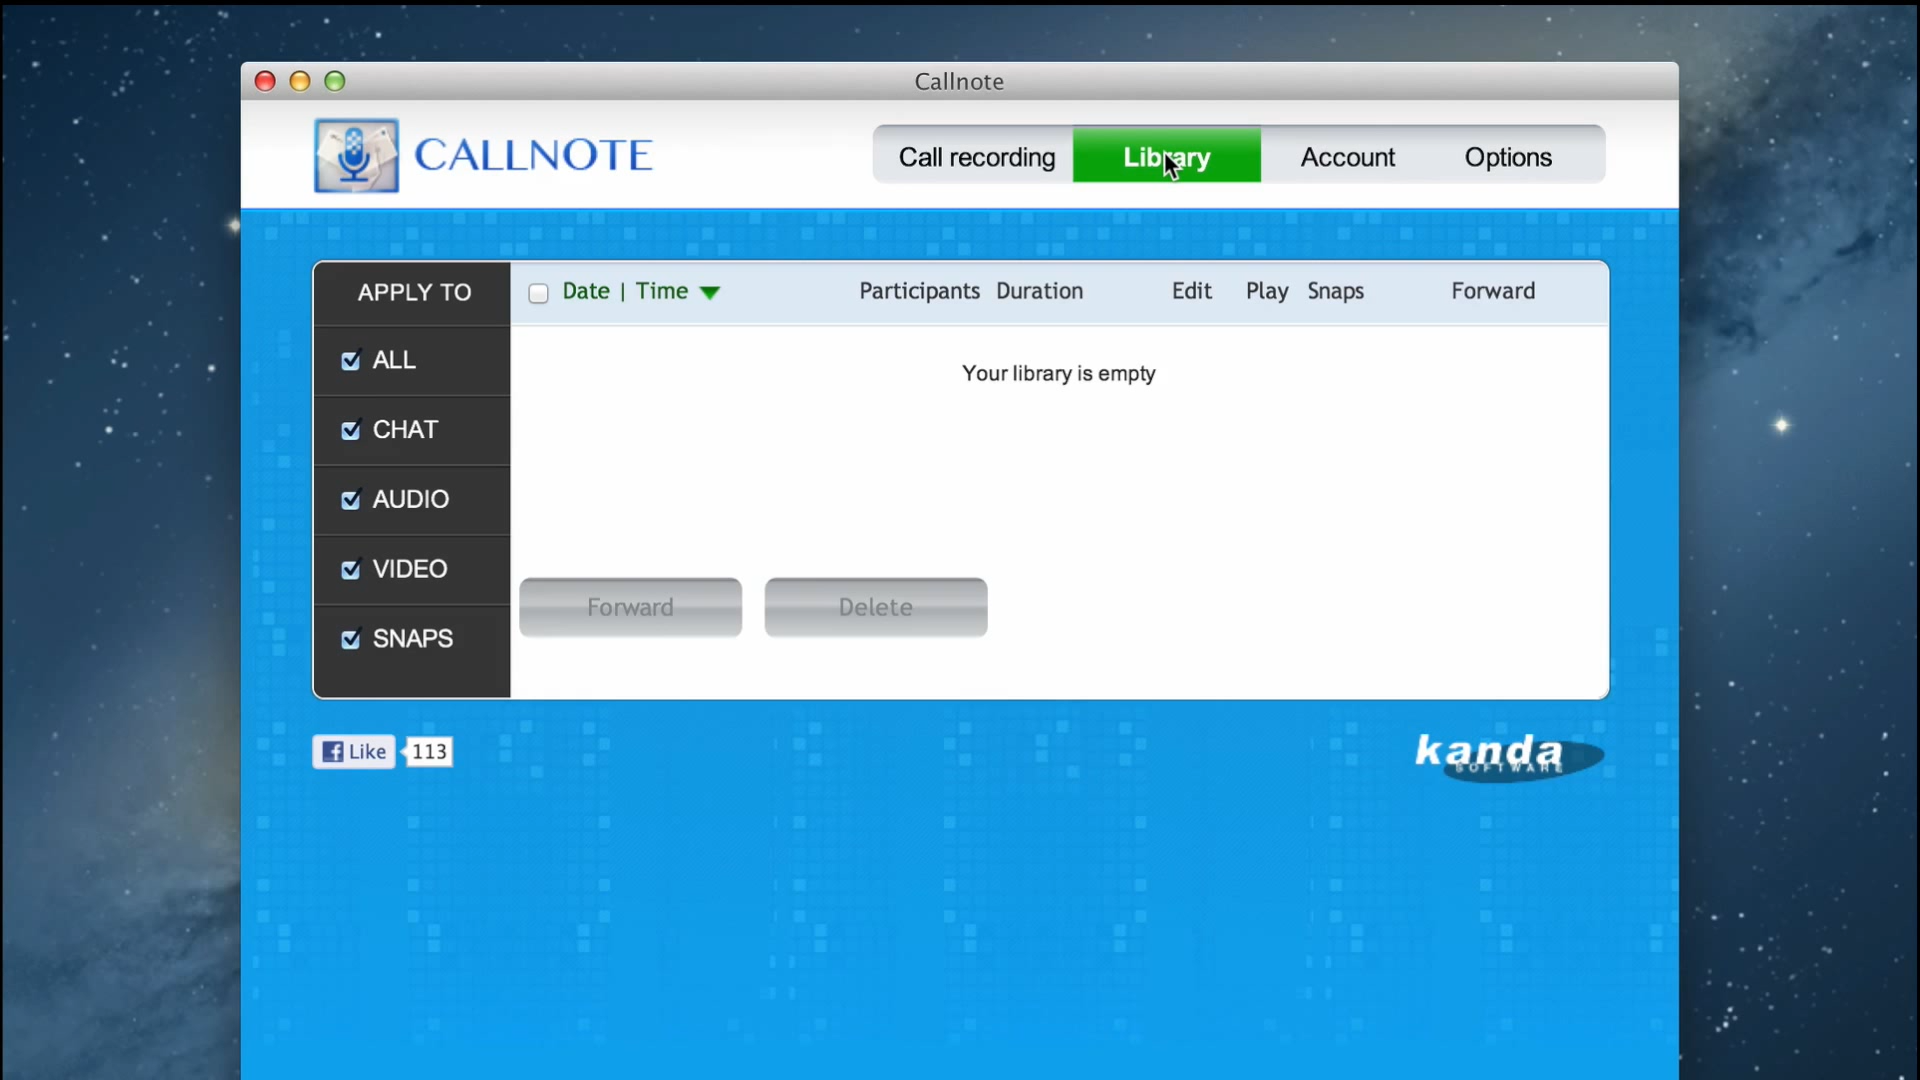 Callnote
CALLNOTE
Call recording Library Account Options
APPLY TO Date | Time Participants Duration Edit Play Snaps Forward
ALL
Your library is empty
CHAT
AUDIO
VIDEO
Forward Delete
SNAPS
Like 113
kanda
SOFTWARE